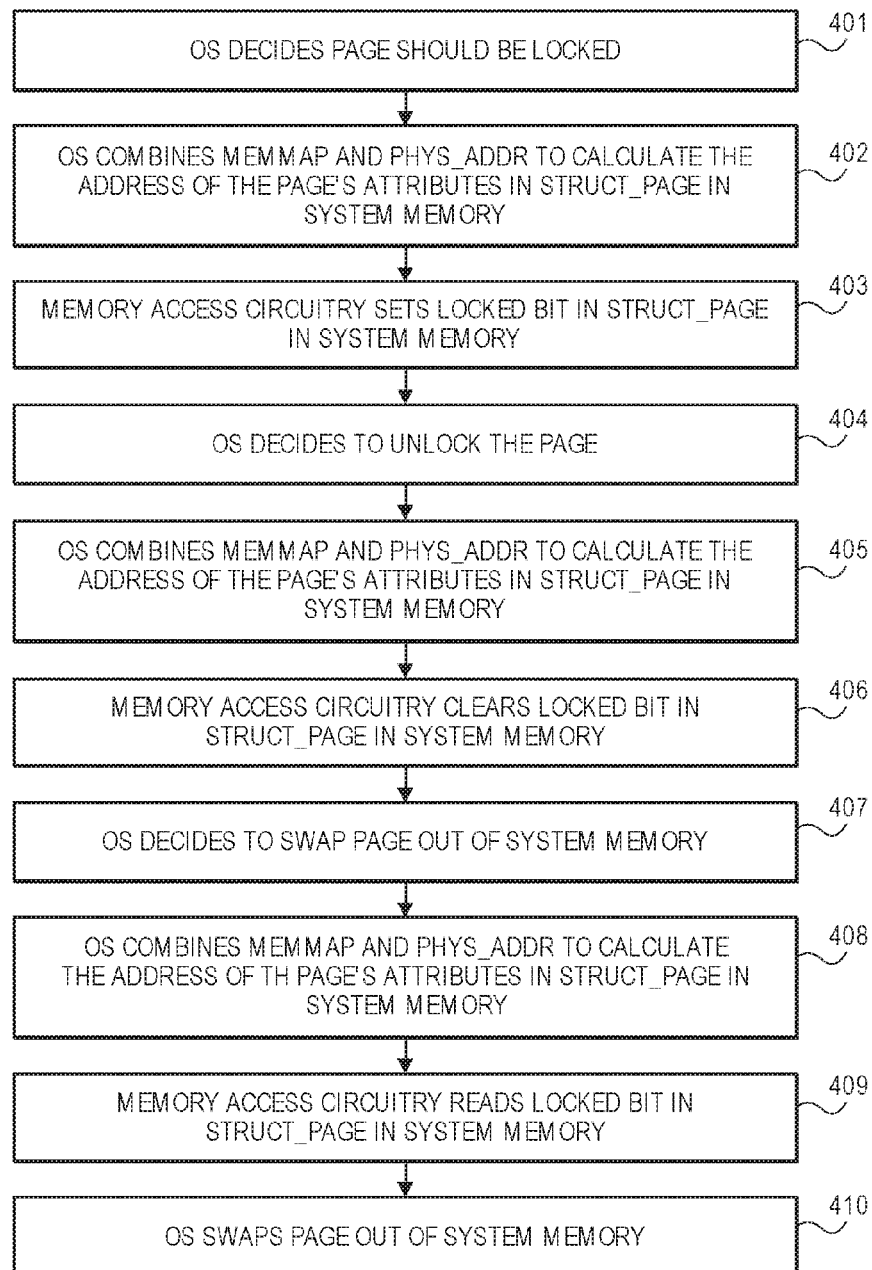 OS DECIDES PAGE SHOULD BE LOCKED
401
OS COMBINES MEMMAP AND PHYS_ADDR TO CALCULATE THE
ADDRESS OF THE PAGE'S ATTRIBUTES IN STRUCT_PAGE IN
SYSTEM MEMORY
402
MEMORY ACCESS CIRCUITRY SETS LOCKED BIT IN STRUCT_PAGE
IN SYSTEM MEMORY
403
OS DECIDES TO UNLOCK THE PAGE
404
OS COMBINES MEMMAP AND PHYS_ADDR TO CALCULATE THE
ADDRESS OF THE PAGE'S ATTRIBUTES IN STRUCT_PAGE IN
SYSTEM MEMORY
405
MEMORY ACCESS CIRCUITRY CLEARS LOCKED BIT IN
STRUCT_PAGE IN SYSTEM MEMORY
406
OS DECIDES TO SWAP PAGE OUT OF SYSTEM MEMORY
407
OS COMBINES MEMMAP AND PHYS_ADDR TO CALCULATE
THE ADDRESS OF TH PAGE'S ATTRIBUTES IN STRUCT_PAGE IN
SYSTEM MEMORY
408
MEMORY ACCESS CIRCUITRY READS LOCKED BIT IN
STRUCT_PAGE IN SYSTEM MEMORY
409
OS SWAPS PAGE OUT OF SYSTEM MEMORY
410